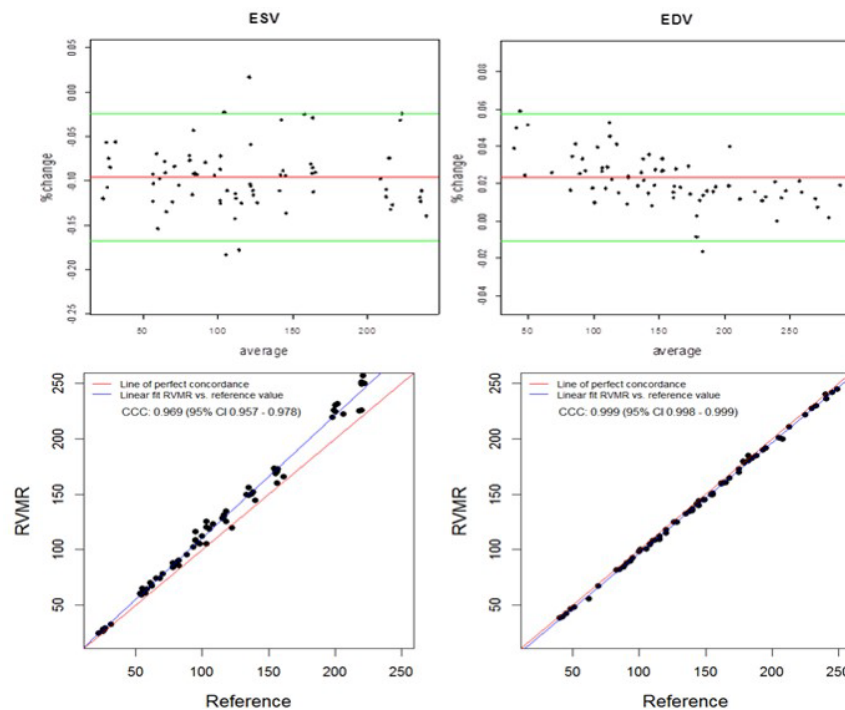 ESV
0.05
0.00
-0.05
-0.10
-0.15
-0.20
-0.25
% change
50 100 150 200
average
EDV
0.08
0.06
0.04
0.02
0.00
-0.02
-0.04
% change
50 100 150 200 250
average
Line of perfect concordance
Linear fit RVMR vs. reference value
CCC: 0.969 (95% CI 0.957 - 0.978)
250
200
150
100
50
RVMR
50 100 150 200 250
Reference
Line of perfect concordance
Linear fit RVMR vs. reference value
CCC: 0.999 (95% CI 0.998 - 0.999)
250
200
150
100
50
RVMR
50 100 150 200 250
Reference